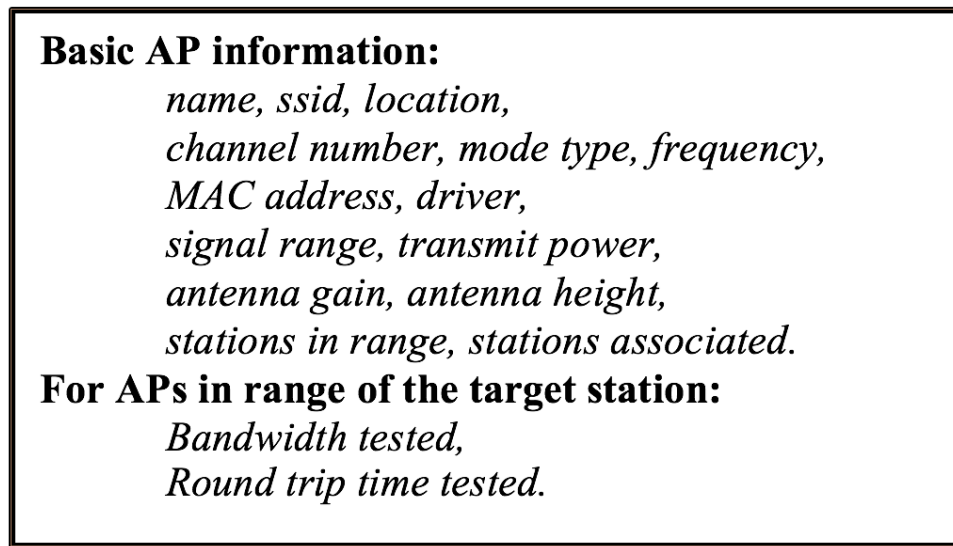 Basic AP information:
name, ssid, location,
channel number, mode type, frequency,
MAC address, driver,
signal range, transmit power,
antenna gain, antenna height,
stations in range, stations associated.
For APs in range of the target station:
Bandwidth tested,
Round trip time tested.